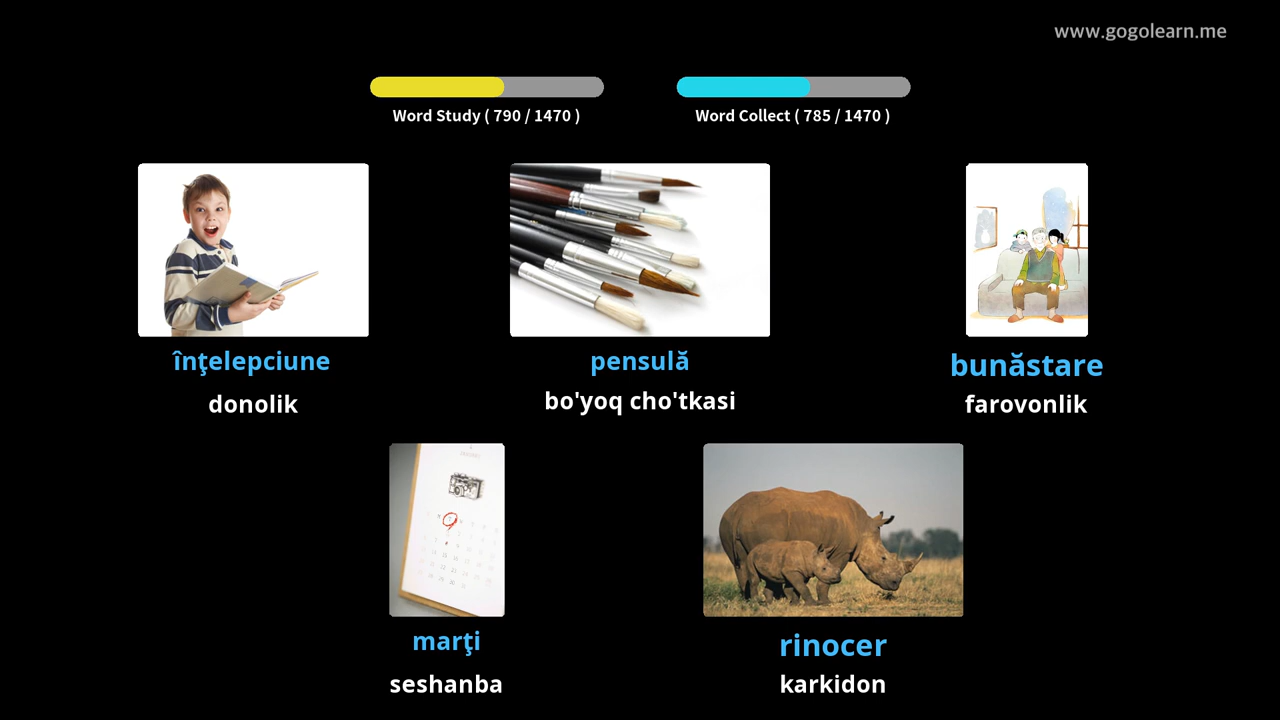 www.gogolearn.me
Word Study ( 790 / 1470 )
Word Collect ( 785 / 1470 )
înţelepciune
donolik
pensulă
bo'yoq cho'tkasi
bunăstare
farovonlik
marţi
seshanba
rinocer
karkidon